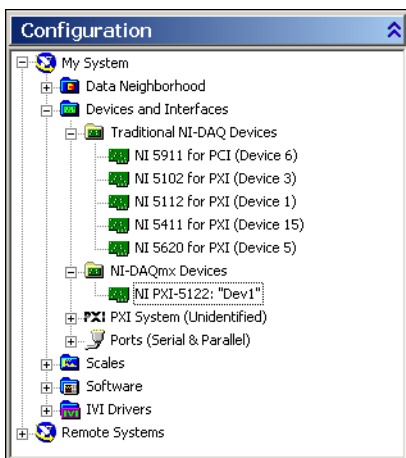 Configuration
My System
Data Neighborhood
Devices and Interfaces
Traditional NI-DAQ Devices
NI 5911 for PCI (Device 6)
NI 5102 for PXI (Device 3)
NI 5112 for PXI (Device 1)
NI 5411 for PXI (Device 15)
NI 5620 for PXI (Device 5)
NI-DAQmx Devices
NI PXI-5122: "Dev1"
PXI PXI System (Unidentified)
Ports (Serial & Parallel)
Scales
Software
IVI Drivers
Remote Systems